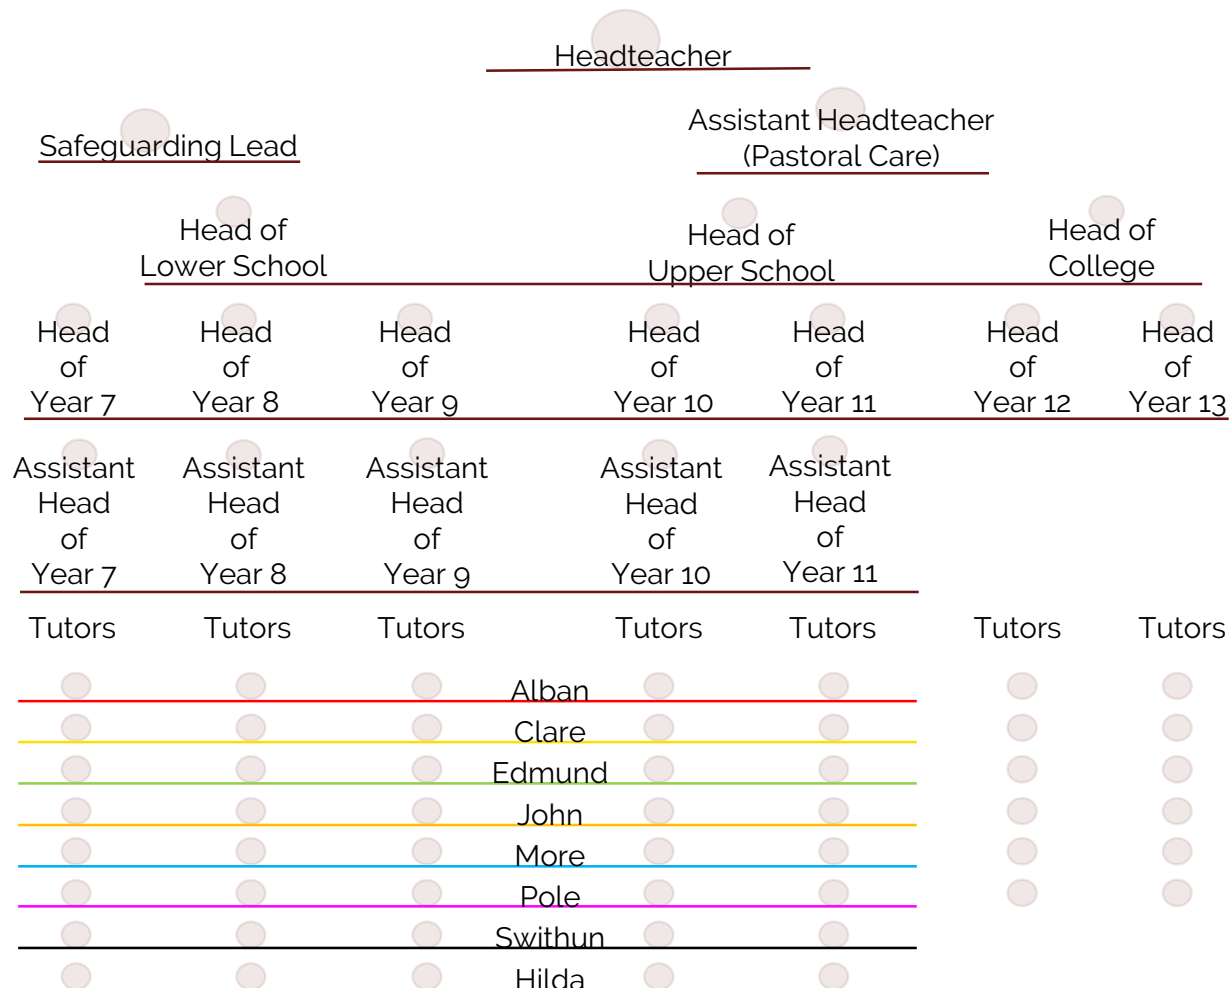 Headteacher
Safeguarding Lead
Assistant Headteacher
(Pastoral Care)
Head of
Lower School
Head of
Upper School
Head of
College
Head
of
Year 7
Head
of
Year 8
Head
of
Year 9
Head
of
Year 10
Head
of
Year 11
Head
of
Year 12
Head
of
Year 13
Assistant
Head
of
Year 7
Assistant
Head
of
Year 8
Assistant
Head
of
Year 9
Assistant
Head
of
Year 10
Assistant
Head
of
Year 11
Tutors Tutors Tutors Tutors Tutors Tutors Tutors
Alban
Clare
Edmund
John
More
Pole
Swithun
Hilda